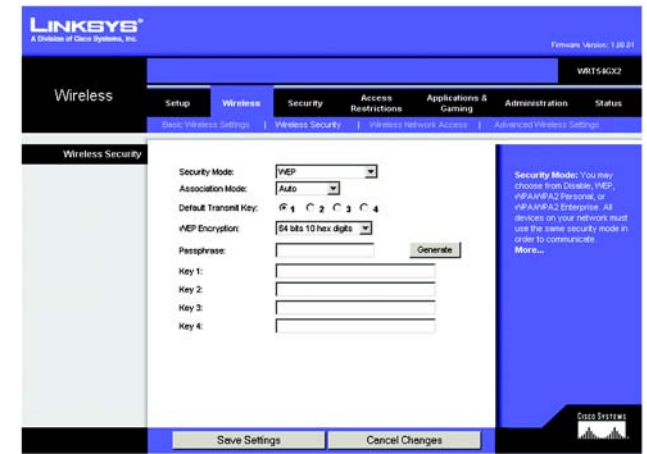 LINKSYS®
A Division of Cisco Systems, Inc.
Firmware Version: 1.00.01
WRT54GX2
Wireless
Setup Wireless Security Access Restrictions Applications & Gaming Administration Status
Basic Wireless Settings | Wireless Security | Wireless Network Access | Advanced Wireless Settings
Wireless Security
Security Mode: WEP
Association Mode: Auto
Default Transmit Key: 1 2 3 4
WEP Encryption: 64 bits 10 hex digits
Passphrase: Generate
Key 1:
Key 2:
Key 3:
Key 4:
Security Mode: You may
choose from Disable, WEP,
WPA/WPA2 Personal, or
WPA/WPA2 Enterprise. All
devices on your network must
use the same security mode in
order to communicate.
More...
CISCO SYSTEMS
Save Settings Cancel Changes